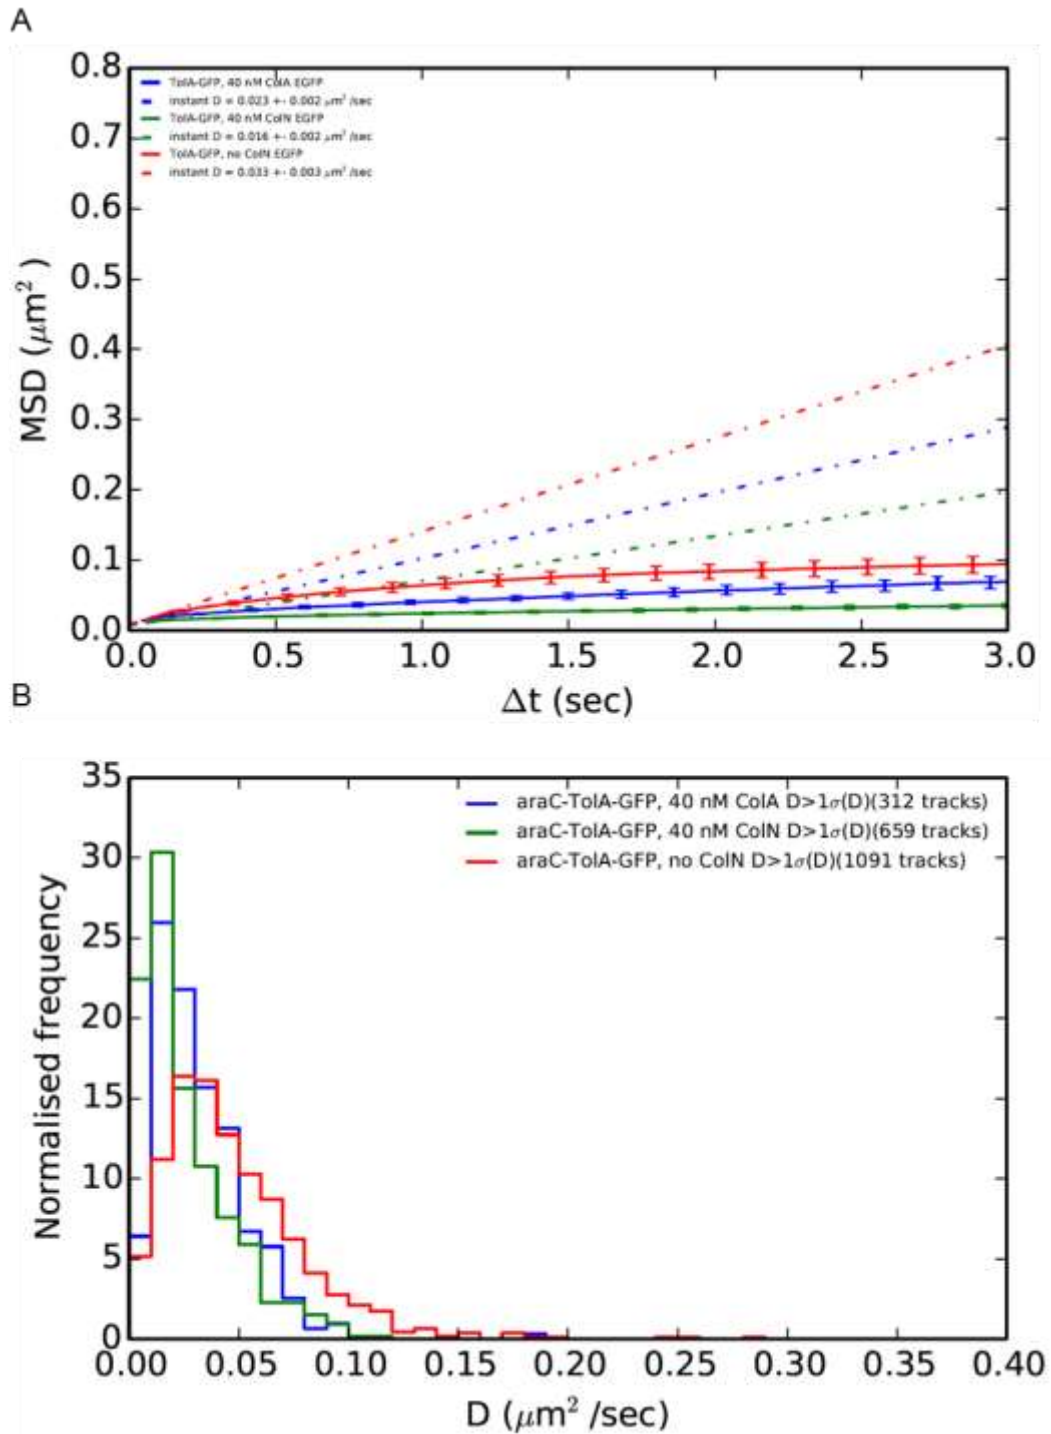 A
0.8
0.7
0.6
0.5
0.4
0.3
0.2
0.1
0.0
MSD (μm²)
TolA-GFP, 40 nM ColA EGFP
instant D = 0.023 +- 0.002 μm²/sec
TolA-GFP, 40 nM ColN EGFP
instant D = 0.016 +- 0.002 μm²/sec
TolA-GFP, no ColN EGFP
instant D = 0.033 +- 0.003 μm²/sec
0.0 0.5 1.0 1.5 2.0 2.5 3.0
Δt (sec)
B
35
30
25
20
15
10
5
0
Normalised frequency
araC-TolA-GFP, 40 nM ColA D>1σ(D)(312 tracks)
araC-TolA-GFP, 40 nM ColN D>1σ(D)(659 tracks)
araC-TolA-GFP, no ColN D>1σ(D)(1091 tracks)
0.00 0.05 0.10 0.15 0.20 0.25 0.30 0.35 0.40
D (μm² /sec)